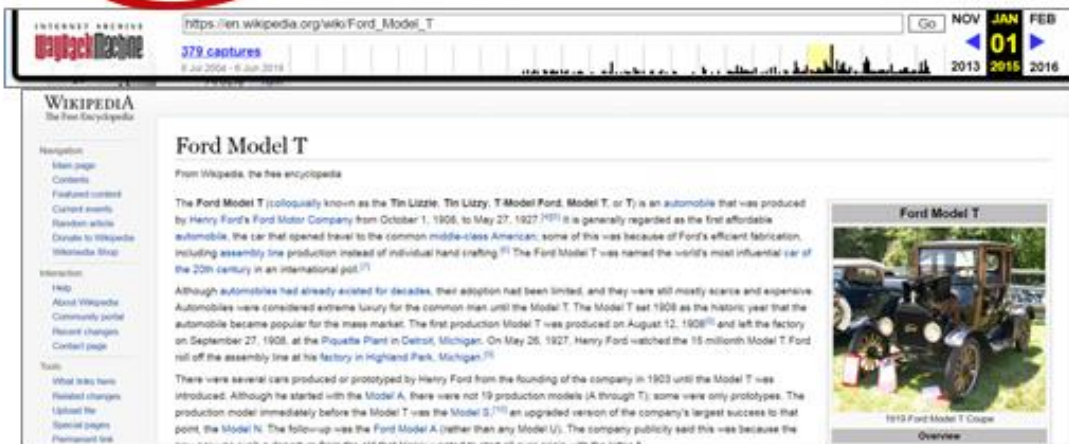 INTERNET ARCHIVE
WayBackMachine
https://en.wikipedia.org/wiki/Ford_Model_T
Go
NOV JAN FEB
01
2013 2015 2016
379 captures
6 Jul 2004 - 6 Jun 2016
WIKIPEDIA
The Free Encyclopedia
Navigation
Main page
Contents
Featured content
Current events
Random article
Donate to Wikipedia
Wikimedia Shop
Interaction
Help
About Wikipedia
Community portal
Recent changes
Contact page
Tools
What links here
Related changes
Upload file
Special pages
Permanent link
Ford Model T
From Wikipedia, the free encyclopedia
The Ford Model T (colloquially known as the Tin Lizzie, Tin Lizzy, T‑Model Ford, Model T, or T) is an automobile that was produced
by Henry Ford's Ford Motor Company from October 1, 1908, to May 27, 1927.[4][5] It is generally regarded as the first affordable
automobile, the car that opened travel to the common middle-class American; some of this was because of Ford's efficient fabrication,
including assembly line production instead of individual hand crafting.[6] The Ford Model T was named the world's most influential car of
the 20th century in an international poll.[7]
Although automobiles had already existed for decades, their adoption had been limited, and they were still mostly scarce and expensive.
Automobiles were considered extreme luxury for the common man until the Model T. The Model T set 1908 as the historic year that the
automobile became popular for the mass market. The first production Model T was produced on August 12, 1908[8] and left the factory
on September 27, 1908, at the Piquette Plant in Detroit, Michigan. On May 26, 1927, Henry Ford watched the 15 millionth Model T Ford
roll off the assembly line at his factory in Highland Park, Michigan.[9]
There were several cars produced or prototyped by Henry Ford from the founding of the company in 1903 until the Model T was
introduced. Although he started with the Model A, there were not 19 production models (A through T); some were only prototypes. The
production model immediately before the Model T was the Model S,[10] an upgraded version of the company's largest success to that
point, the Model N. The follow-up was the Ford Model A (rather than any Model U). The company publicly said this was because the
Ford Model T
1919 Ford Model T Coupe
Overview